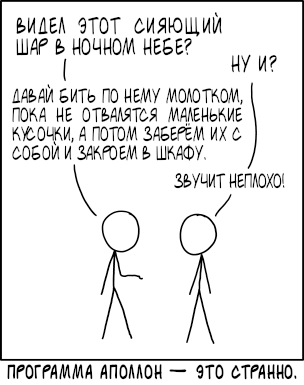 ВИДЕЛ ЭТОТ СИЯЮЩИЙ
ШАР В НОЧНОМ НЕБЕ?
НУ И?
ДАВАЙ БИТЬ ПО НЕМУ МОЛОТКОМ,
ПОКА НЕ ОТВАЛЯТСЯ МАЛЕНЬКИЕ
КУСОЧКИ, А ПОТОМ ЗАБЕРЁМ ИХ С
СОБОЙ И ЗАКРОЕМ В ШКАФУ.
ЗВУЧИТ НЕПЛОХО!
ПРОГРАММА АПОЛЛОН — ЭТО СТРАННО.